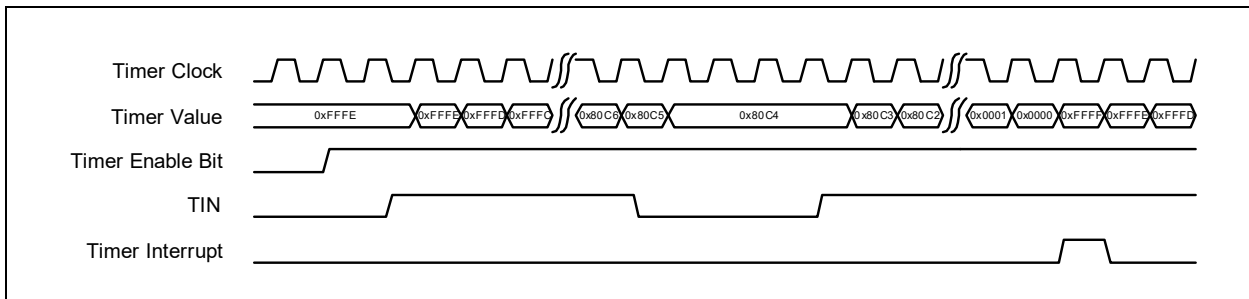 Timer Clock
Timer Value 0xFFFE 0xFFFE 0xFFFD 0xFFFC 0x80C6 0x80C5 0x80C4 0x80C3 0x80C2 0x0001 0x0000 0xFFFF 0xFFFE 0xFFFD
Timer Enable Bit
TIN
Timer Interrupt